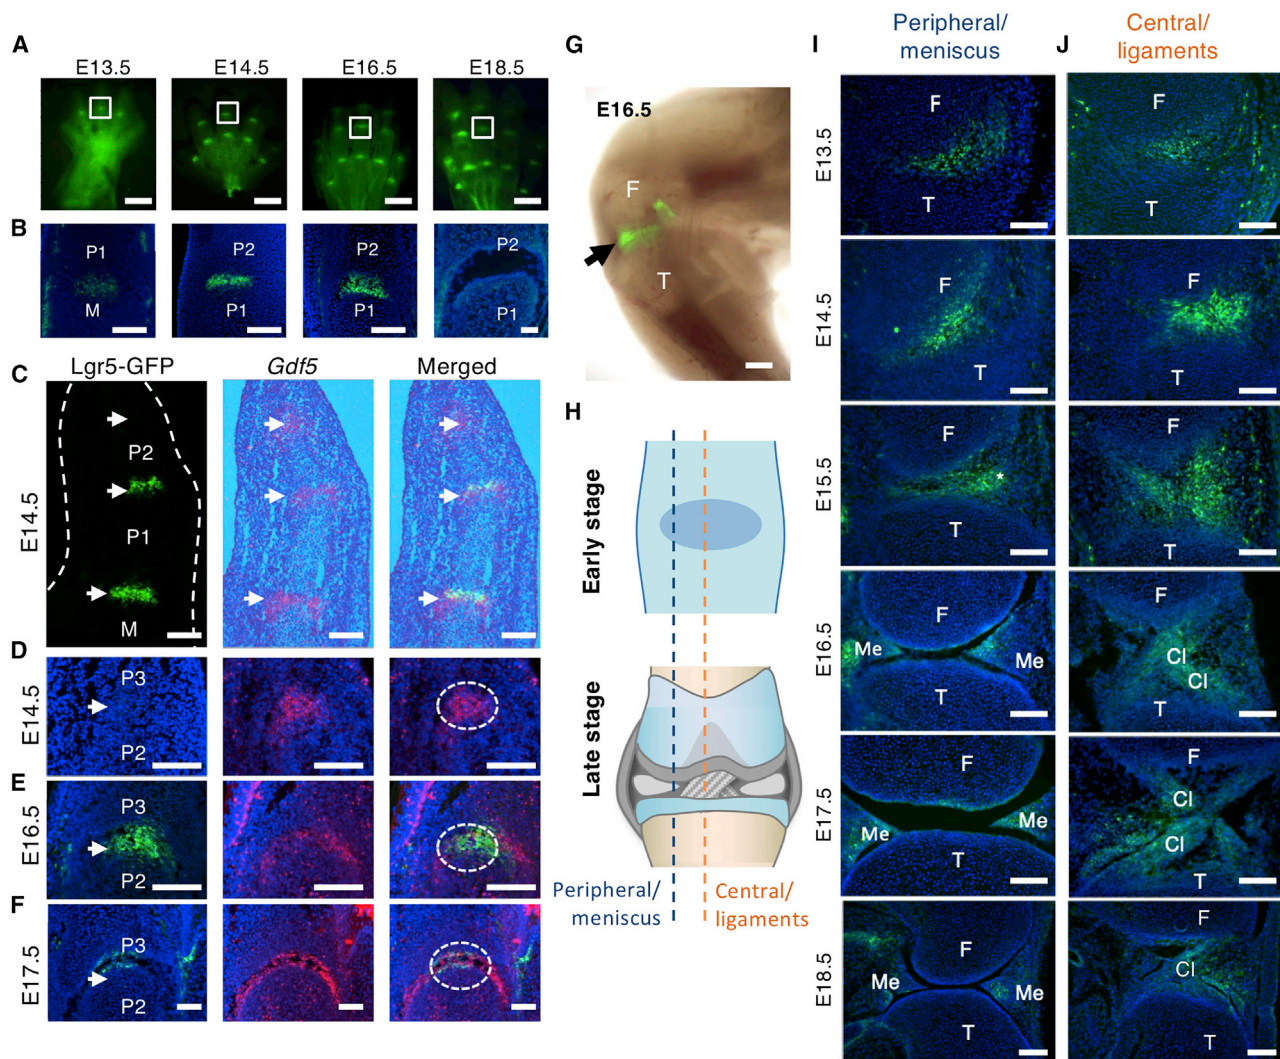 A
E13.5
E14.5
E16.5
E18.5
B
P1
M
P2
P1
P2
P1
P2
P1
C
Lgr5-GFP
Gdf5
Merged
E14.5
P2
P1
M
D
E14.5
P3
P2
E
E16.5
P3
P2
F
E17.5
P3
P2
G
E16.5
F
T
H
Early stage
Late stage
Peripheral/
meniscus
Central/
ligaments
I
Peripheral/
meniscus
J
Central/
ligaments
E13.5
F
T
F
T
E14.5
F
T
F
T
E15.5
F
*
T
F
T
E16.5
F
Me
Me
T
F
Cl
Cl
T
E17.5
F
Me
Me
T
F
Cl
Cl
T
E18.5
F
Me
Me
T
F
Cl
T